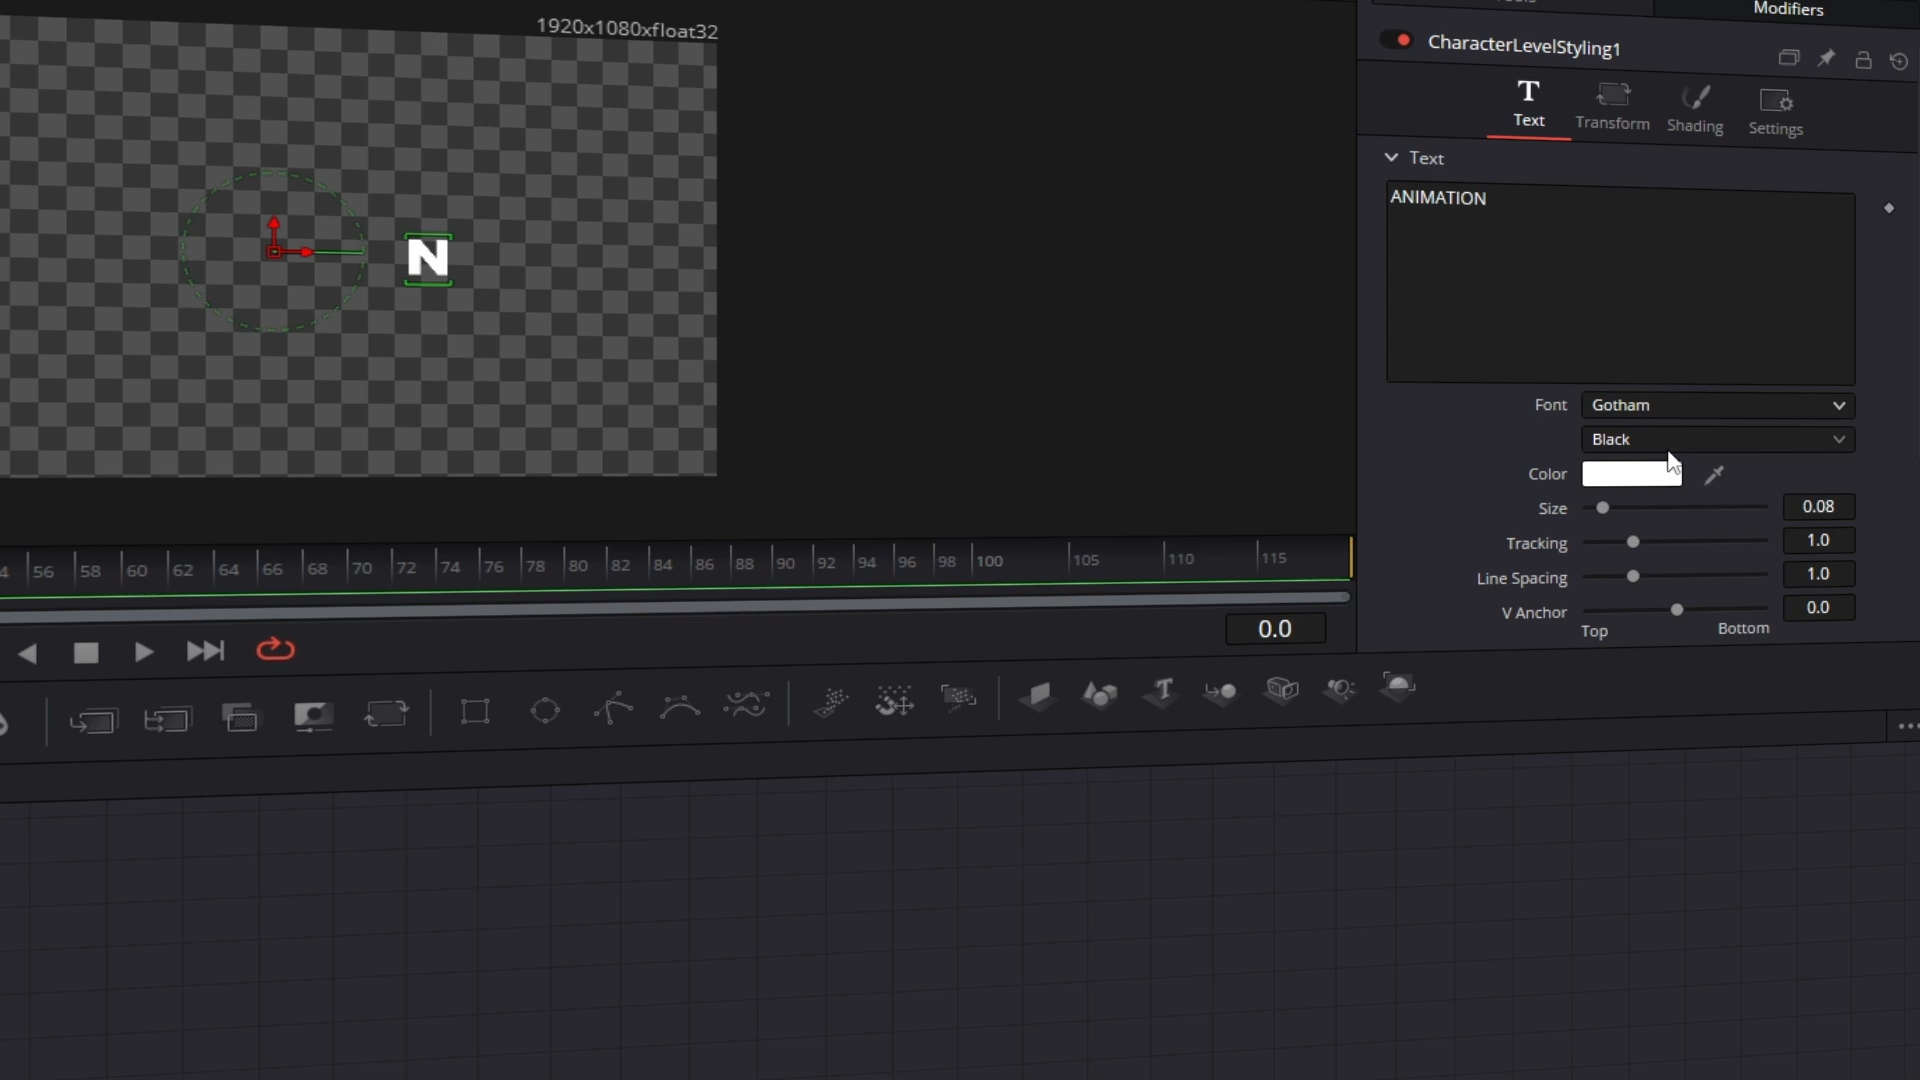 1920x1080xfloat32
Modifiers
CharacterLevelStyling1
Text
Transform
Shading
Settings
Text
ANIMATION
N
Font
Gotham
Black
Color
Size
0.08
Tracking
1.0
Line Spacing
1.0
V Anchor
0.0
Top
Bottom
56 58 60 62 64 66 68 70 72 74 76 78 80 82 84 86 88 90 92 94 96 98 100 105 110 115
0.0